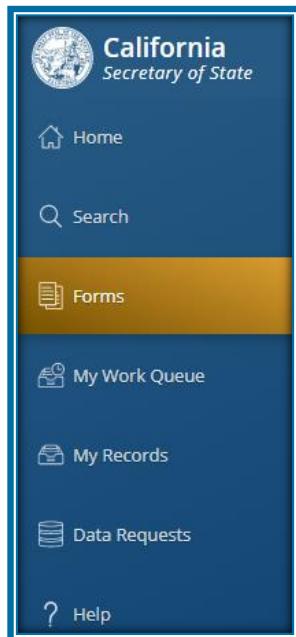 California
Secretary of State
Home
Search
Forms
My Work Queue
My Records
Data Requests
? Help